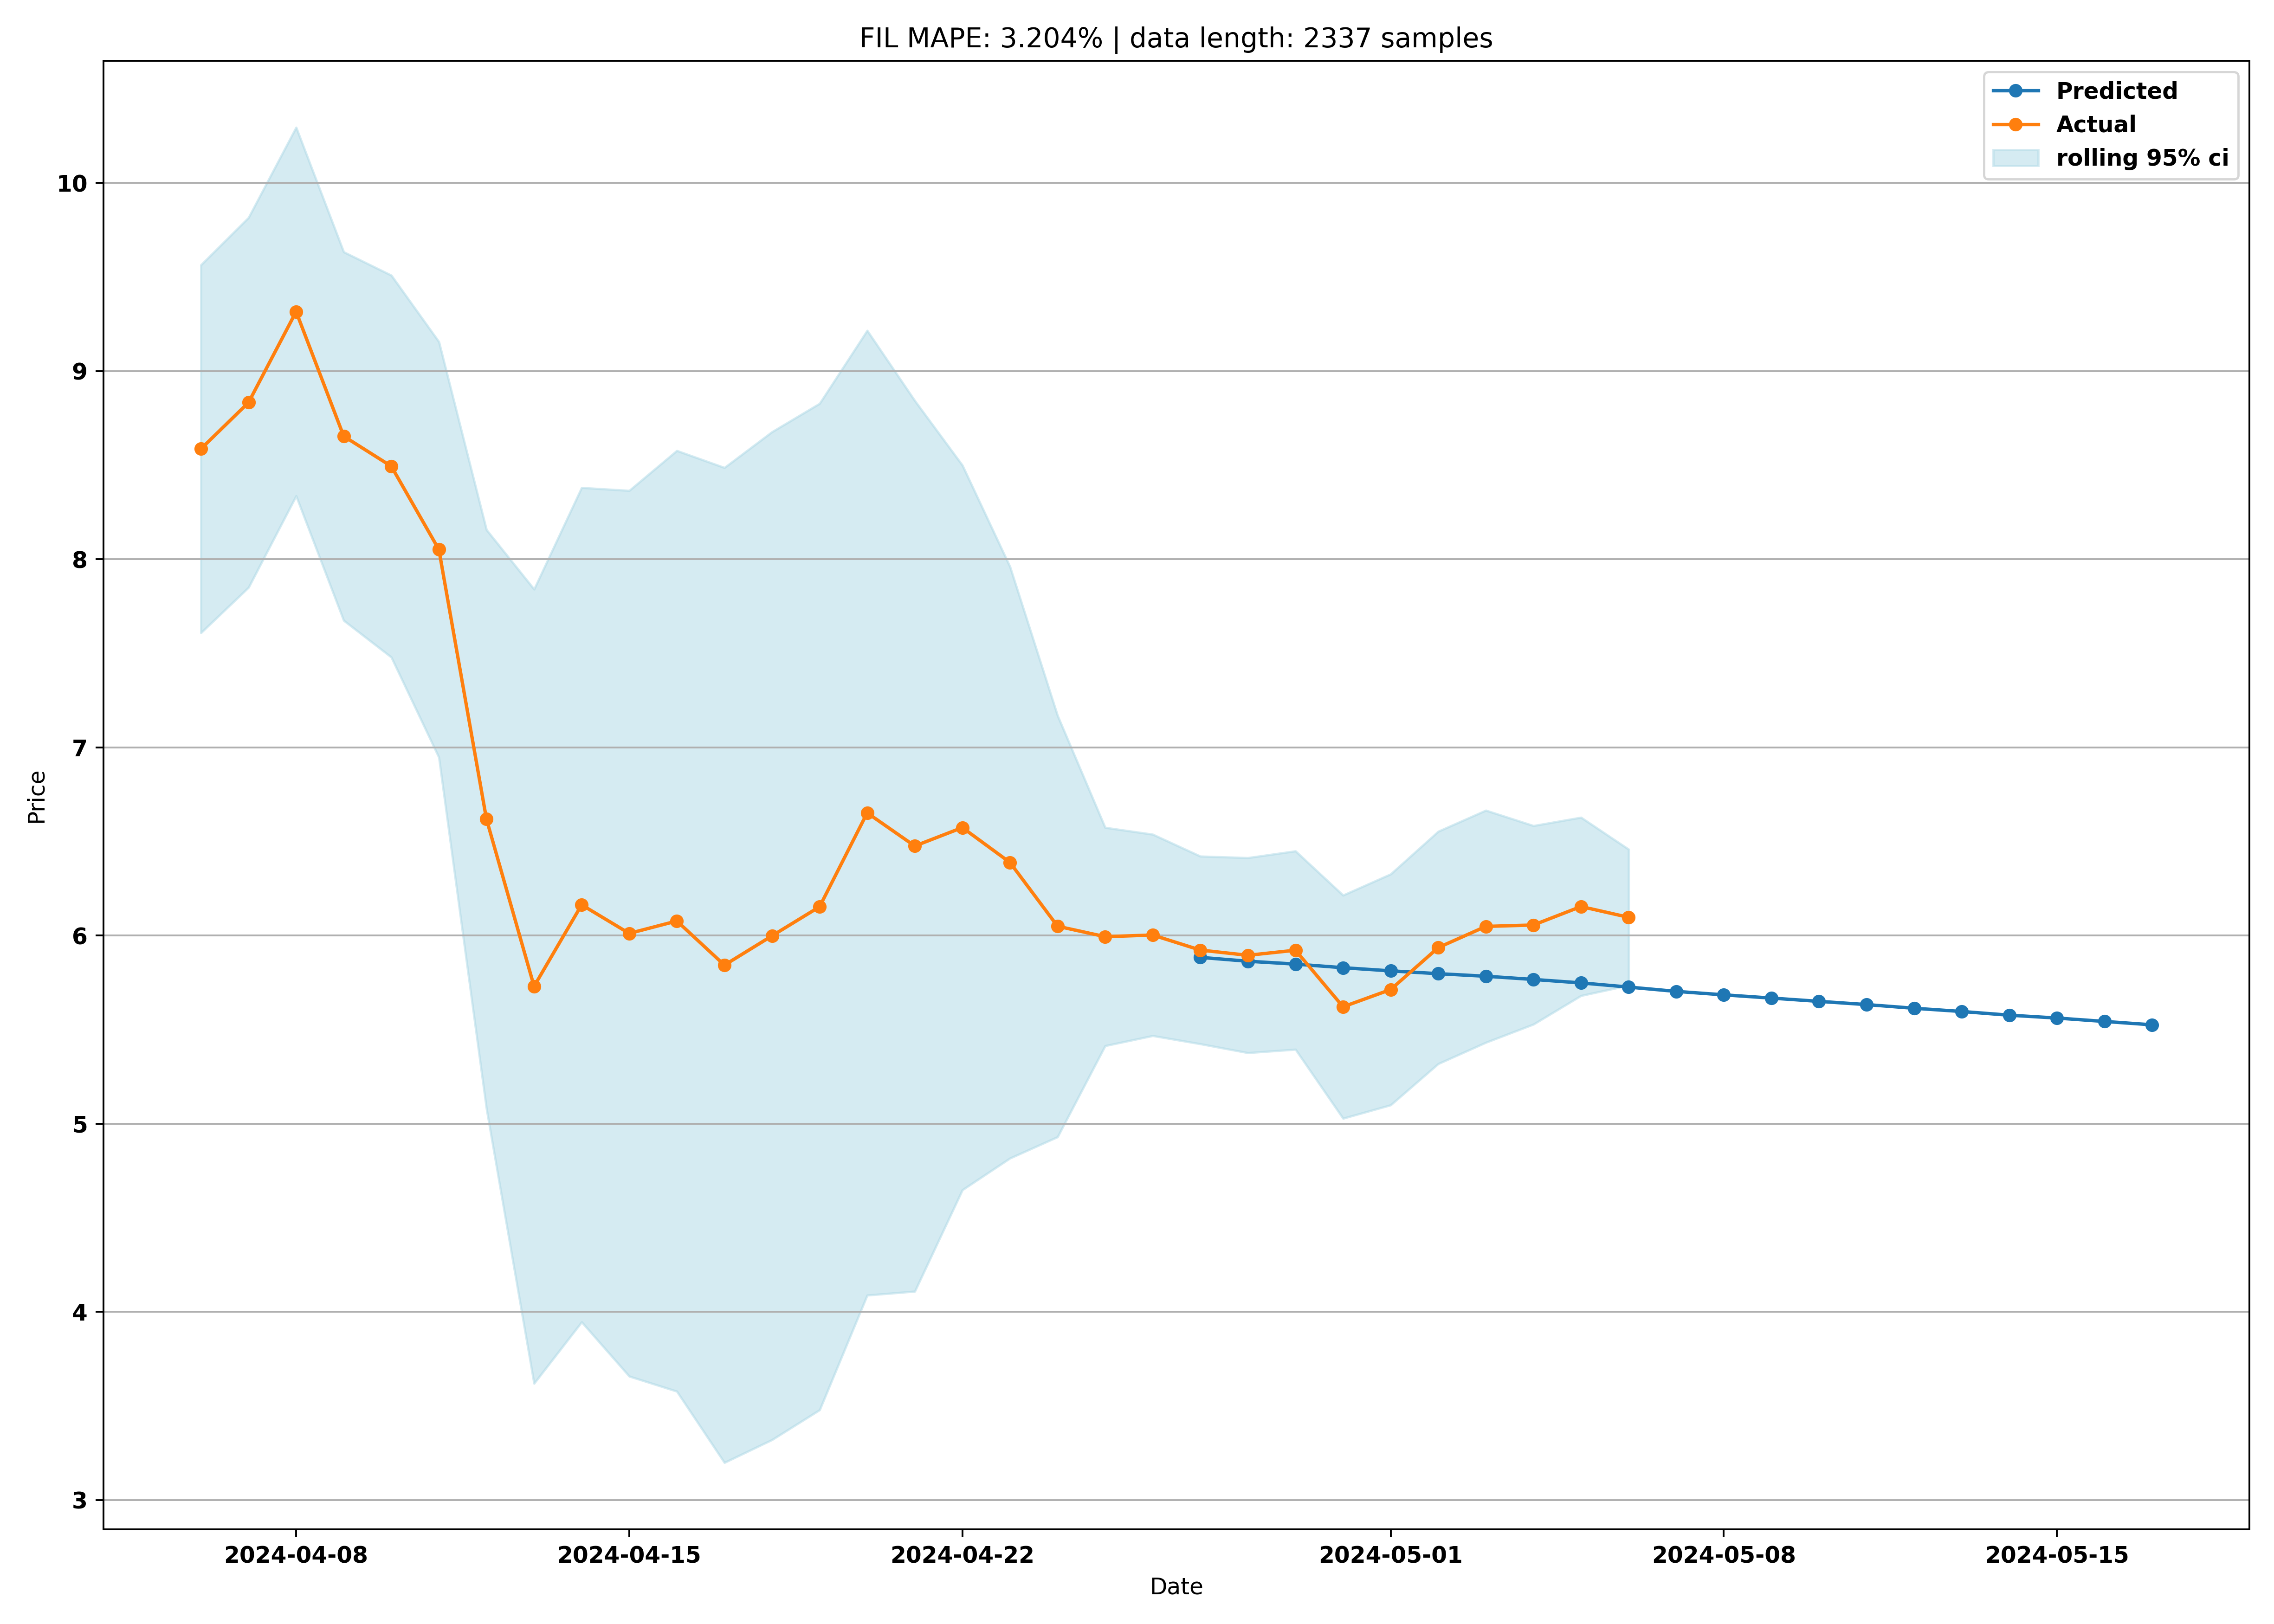 FIL MAPE: 3.204% | data length: 2337 samples
Predicted
Actual
rolling 95% ci
10
9
8
7
6
5
4
3
Price
2024-04-08
2024-04-15
2024-04-22
2024-05-01
2024-05-08
2024-05-15
Date